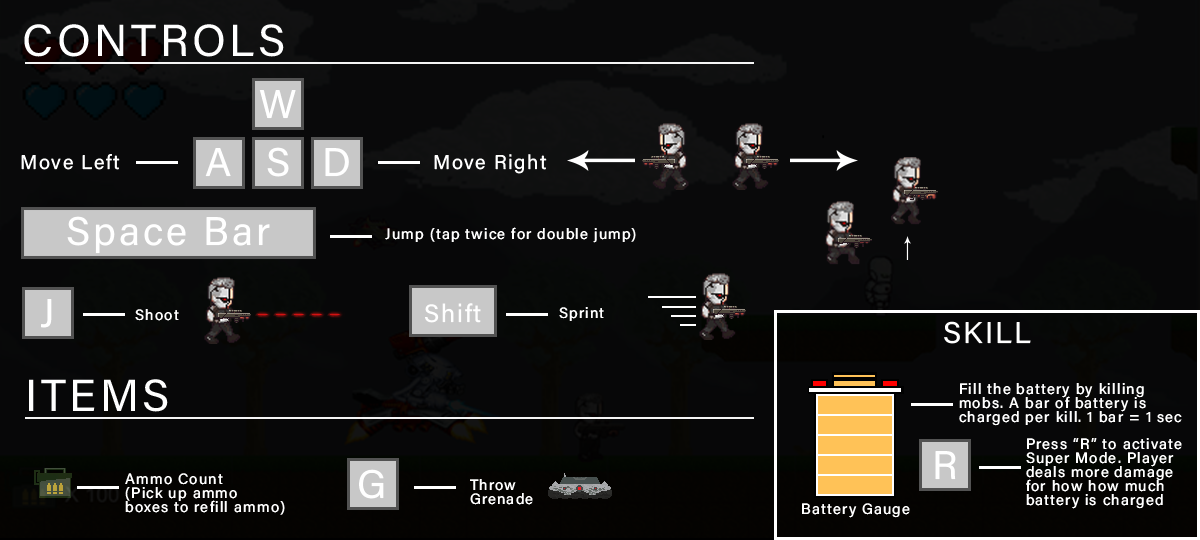 CONTROLS
W
Move Left A S D Move Right
Space Bar Jump (tap twice for double jump)
J Shoot Shift Sprint
ITEMS
Ammo Count
(Pick up ammo
boxes to refill ammo)
G Throw
Grenade
SKILL
Fill the battery by killing
mobs. A bar of battery is
charged per kill. 1 bar = 1 sec
R Press “R” to activate
Super Mode. Player
deals more damage
for how how much
battery is charged
Battery Gauge